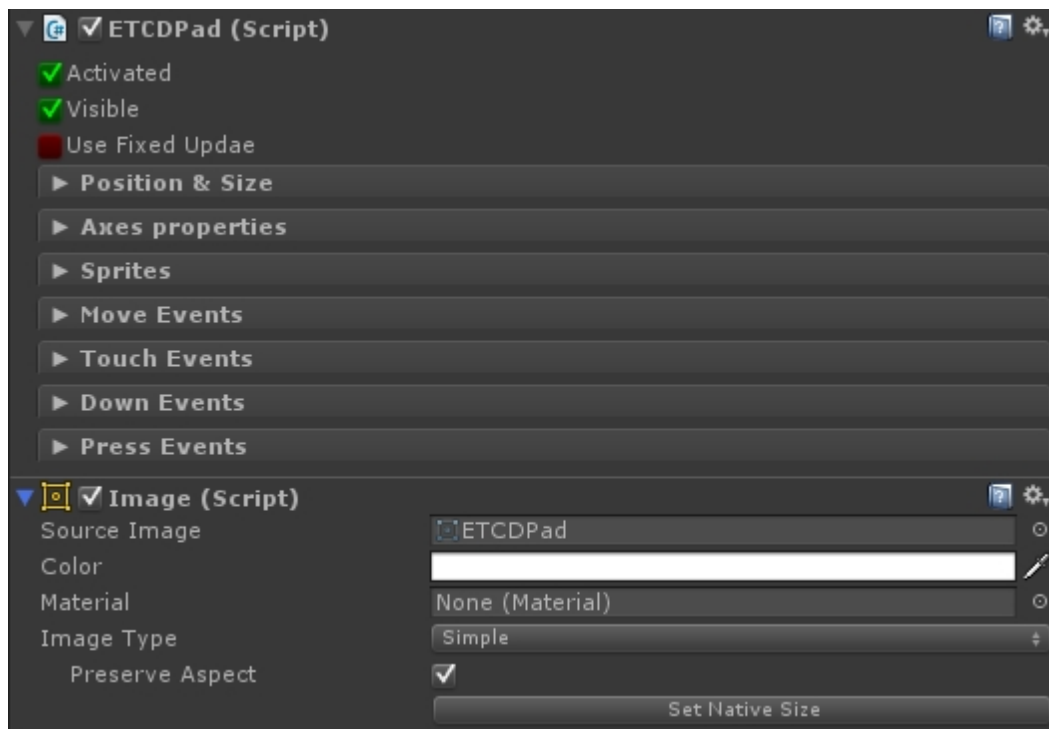 ETCDPad (Script)
Activated
Visible
Use Fixed Updae
Position & Size
Axes properties
Sprites
Move Events
Touch Events
Down Events
Press Events
Image (Script)
Source Image ETCDPad
Color
Material None (Material)
Image Type Simple
Preserve Aspect
Set Native Size